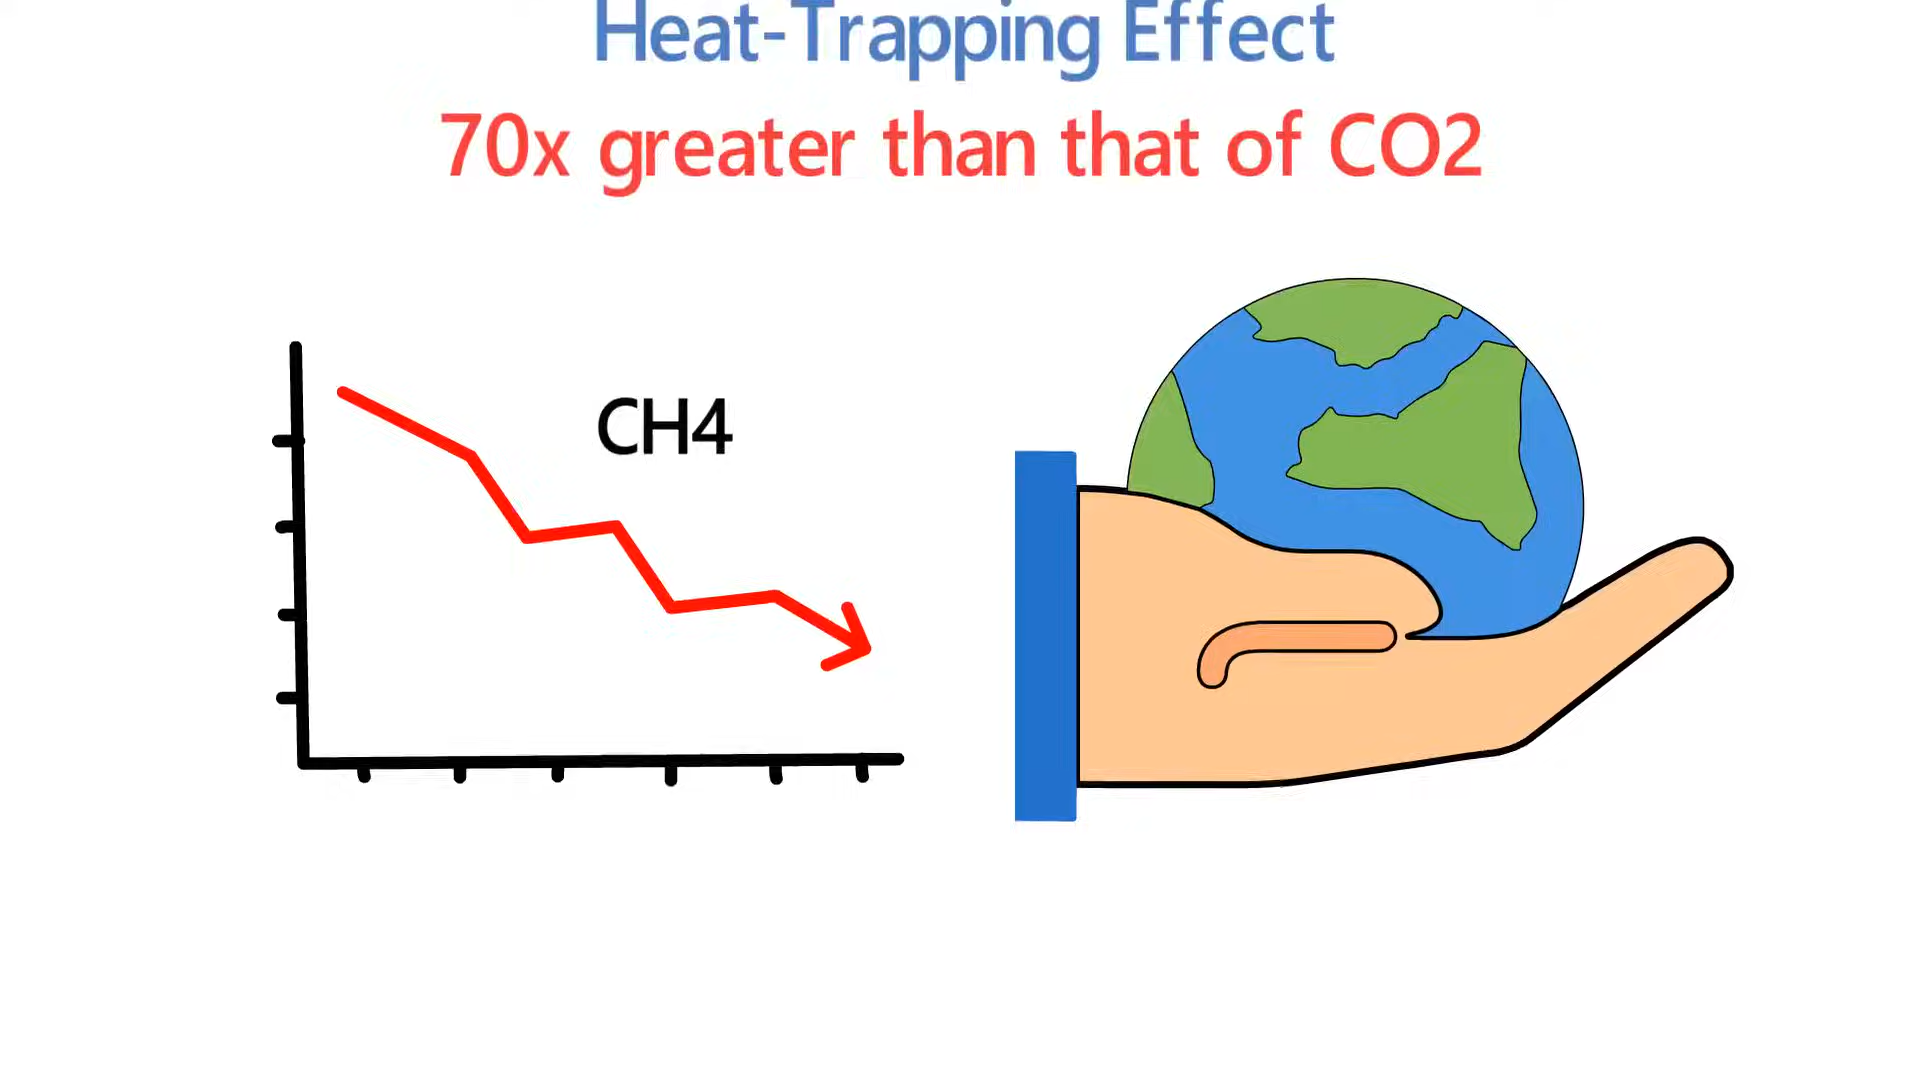 Heat-Trapping Effect
70x greater than that of CO2
CH4